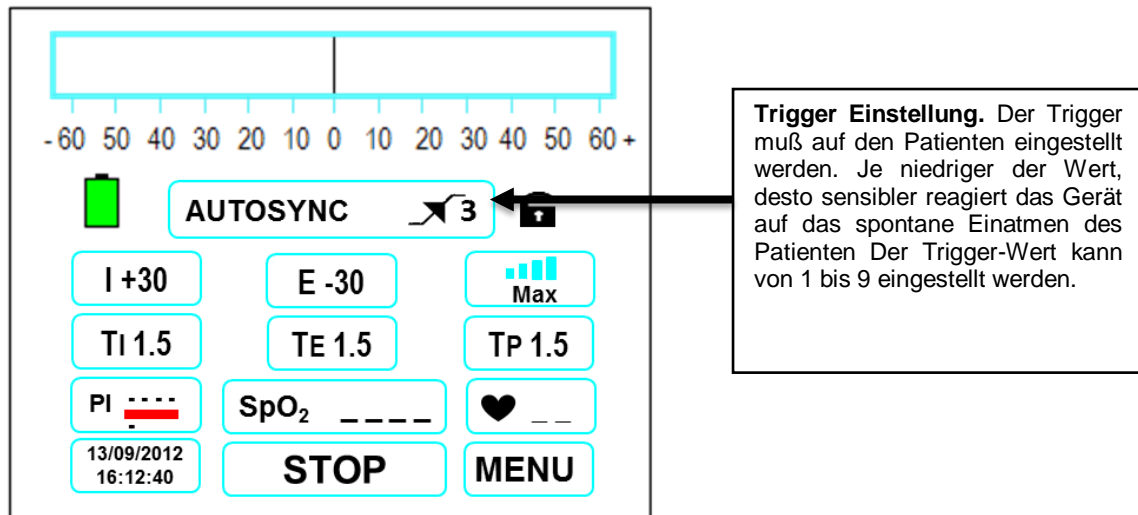 - 60 50 40 30 20 10 0 10 20 30 40 50 60 +
AUTOSYNC 3
I +30
E -30
Max
TI 1.5
TE 1.5
TP 1.5
PI ----
SpO₂ _ _ _ _
_ _
13/09/2012
16:12:40
STOP
MENU
Trigger Einstellung. Der Trigger
muß auf den Patienten eingestellt
werden. Je niedriger der Wert,
desto sensibler reagiert das Gerät
auf das spontane Einatmen des
Patienten Der Trigger-Wert kann
von 1 bis 9 eingestellt werden.